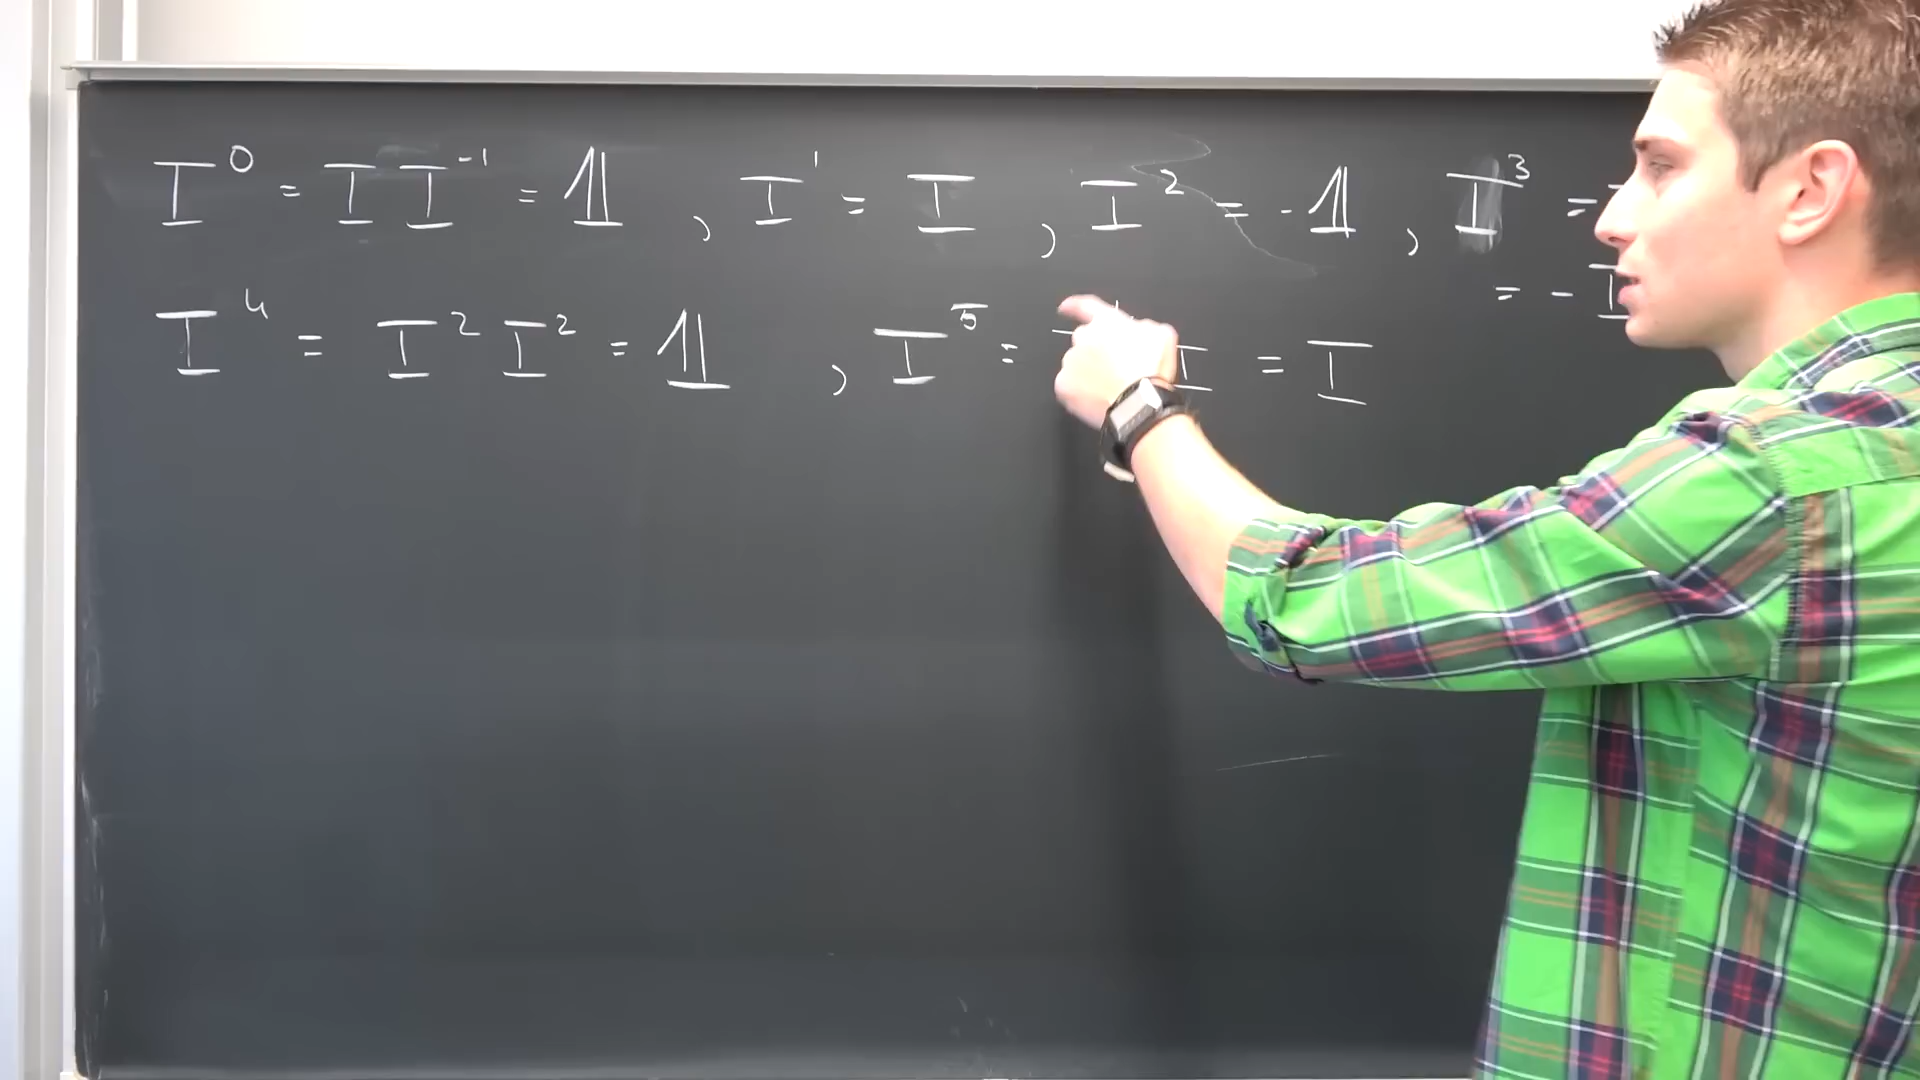 I⁰ = I I⁻¹ = 𝟙 , I¹ = I , I² = -𝟙 , I³ =
= - I
I⁴ = I² I² = 𝟙 , I⁵ = I = I